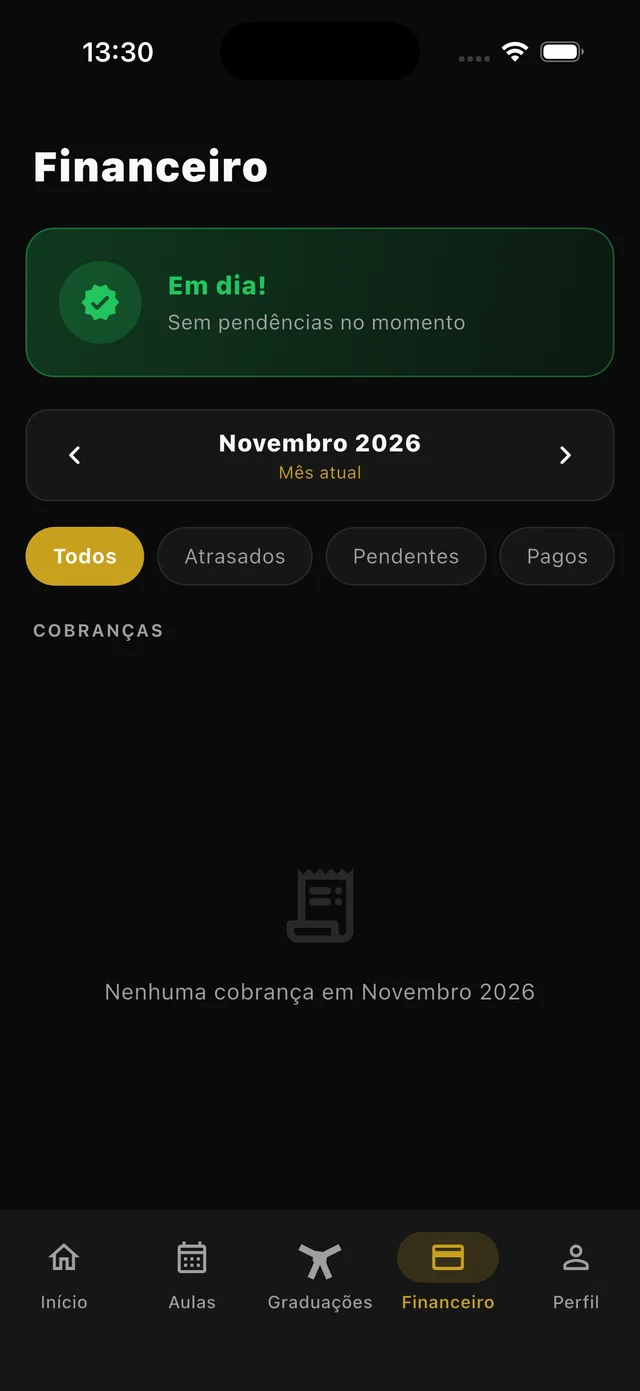 13:30
Financeiro
Em dia!
Sem pendências no momento
Novembro 2026
Mês atual
Todos Atrasados Pendentes Pagos
COBRANÇAS
Nenhuma cobrança em Novembro 2026
Início Aulas Graduações Financeiro Perfil